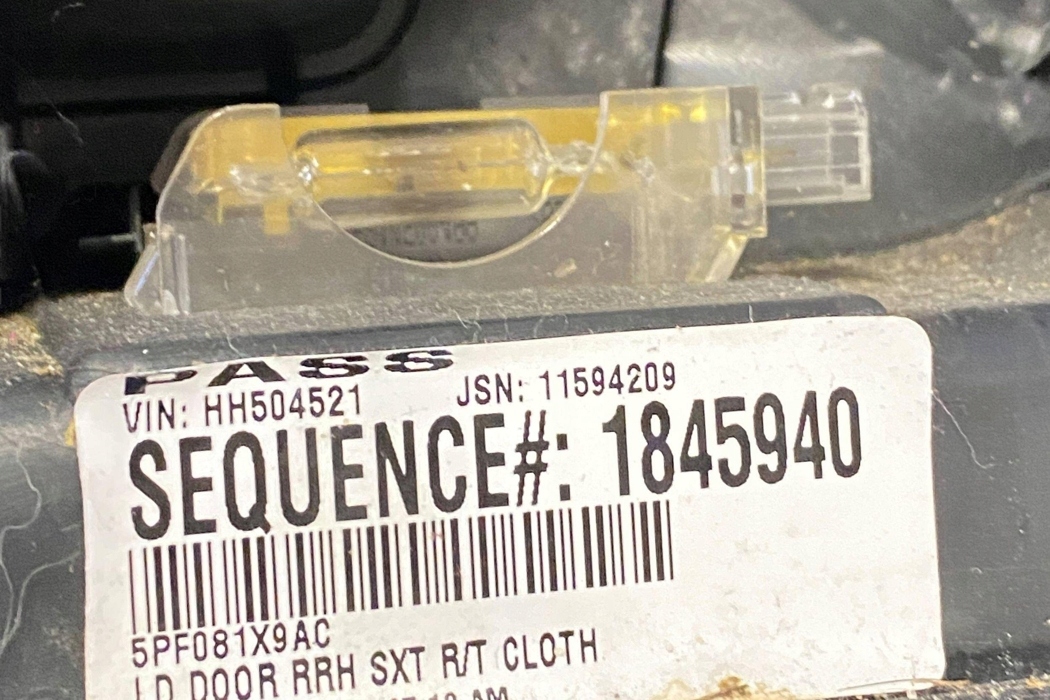 PASS
VIN: HH504521 JSN: 11594209
SEQUENCE#: 1845940
5PF081X9AC
LD DOOR RRH SXT R/T CLOTH